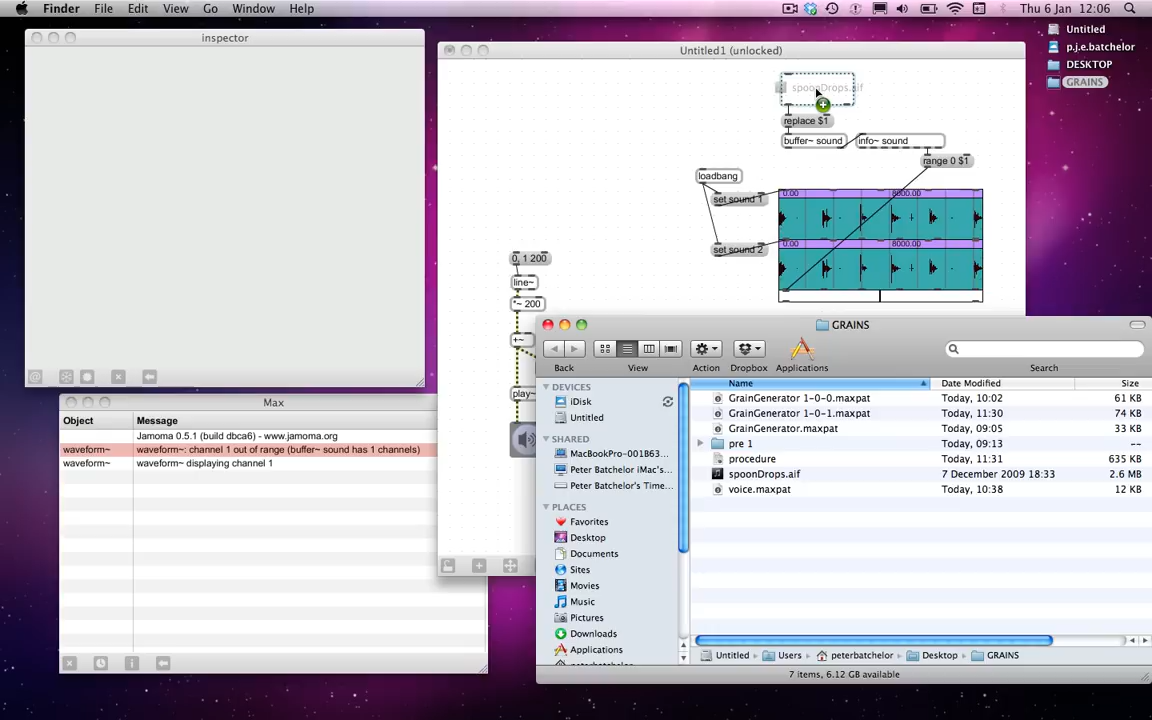 Finder File Edit View Go Window Help Thu 6 Jan 12:06
Untitled
p.j.e.batchelor
DESKTOP
GRAINS
inspector
Untitled1 (unlocked)
spoonDrops.aif
replace $1
buffer~ sound
info~ sound
range 0 $1
loadbang
set sound 1
set sound 2
0.00 8000.00
0.00 8000.00
0, 1 200
line~
*~ 200
+~
play~
Max
Object Message
Jamoma 0.5.1 (build dbca6) - www.jamoma.org
waveform~ waveform~: channel 1 out of range (buffer~ sound has 1 channels)
waveform~ waveform~ displaying channel 1
GRAINS
Back View Action Dropbox Applications Search
DEVICES
iDisk
Untitled
SHARED
MacBookPro-001B63...
Peter Batchelor iMac's...
Peter Batchelor's Time...
PLACES
Favorites
Desktop
Documents
Sites
Movies
Music
Pictures
Downloads
Applications
peterbatchelor
Name Date Modified Size
GrainGenerator 1-0-0.maxpat Today, 10:02 61 KB
GrainGenerator 1-0-1.maxpat Today, 11:30 74 KB
GrainGenerator.maxpat Today, 09:05 33 KB
pre 1 Today, 09:13 --
procedure Today, 11:31 635 KB
spoonDrops.aif 7 December 2009 18:33 2.6 MB
voice.maxpat Today, 10:38 12 KB
Untitled Users peterbatchelor Desktop GRAINS
7 items, 6.12 GB available